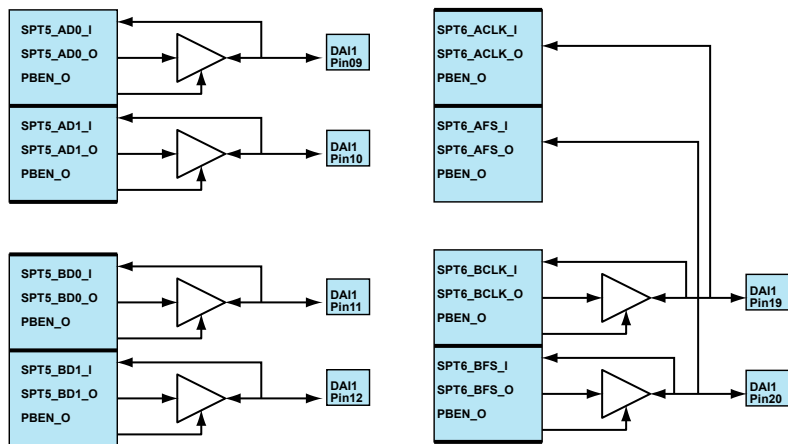 SPT5_AD0_I
SPT5_AD0_O
PBEN_O
DAI1
Pin09
SPT5_AD1_I
SPT5_AD1_O
PBEN_O
DAI1
Pin10
SPT5_BD0_I
SPT5_BD0_O
PBEN_O
DAI1
Pin11
SPT5_BD1_I
SPT5_BD1_O
PBEN_O
DAI1
Pin12
SPT6_ACLK_I
SPT6_ACLK_O
PBEN_O
SPT6_AFS_I
SPT6_AFS_O
PBEN_O
SPT6_BCLK_I
SPT6_BCLK_O
PBEN_O
DAI1
Pin19
SPT6_BFS_I
SPT6_BFS_O
PBEN_O
DAI1
Pin20